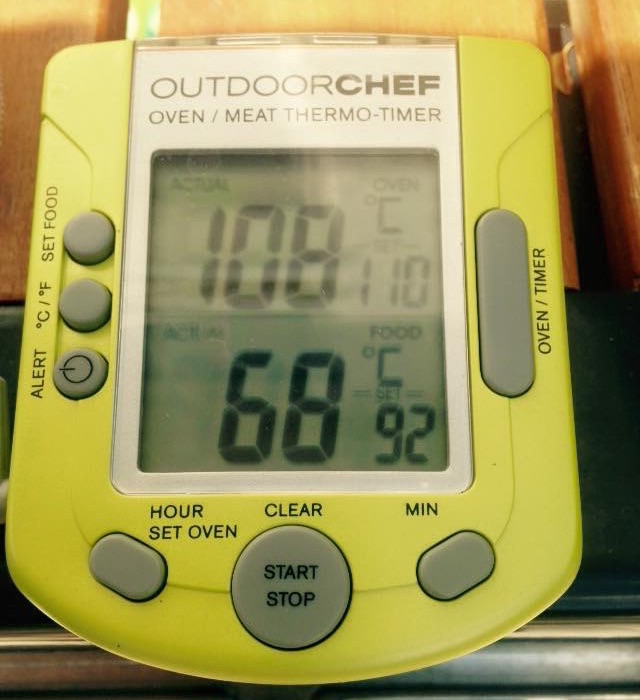 OUTDOORCHEF
OVEN / MEAT THERMO-TIMER
ACTUAL OVEN
108 °C
SET
110
ACTUAL FOOD
68 °C
SET
92
SET FOOD
°C / °F
ALERT
OVEN / TIMER
HOUR CLEAR MIN
SET OVEN
START
STOP